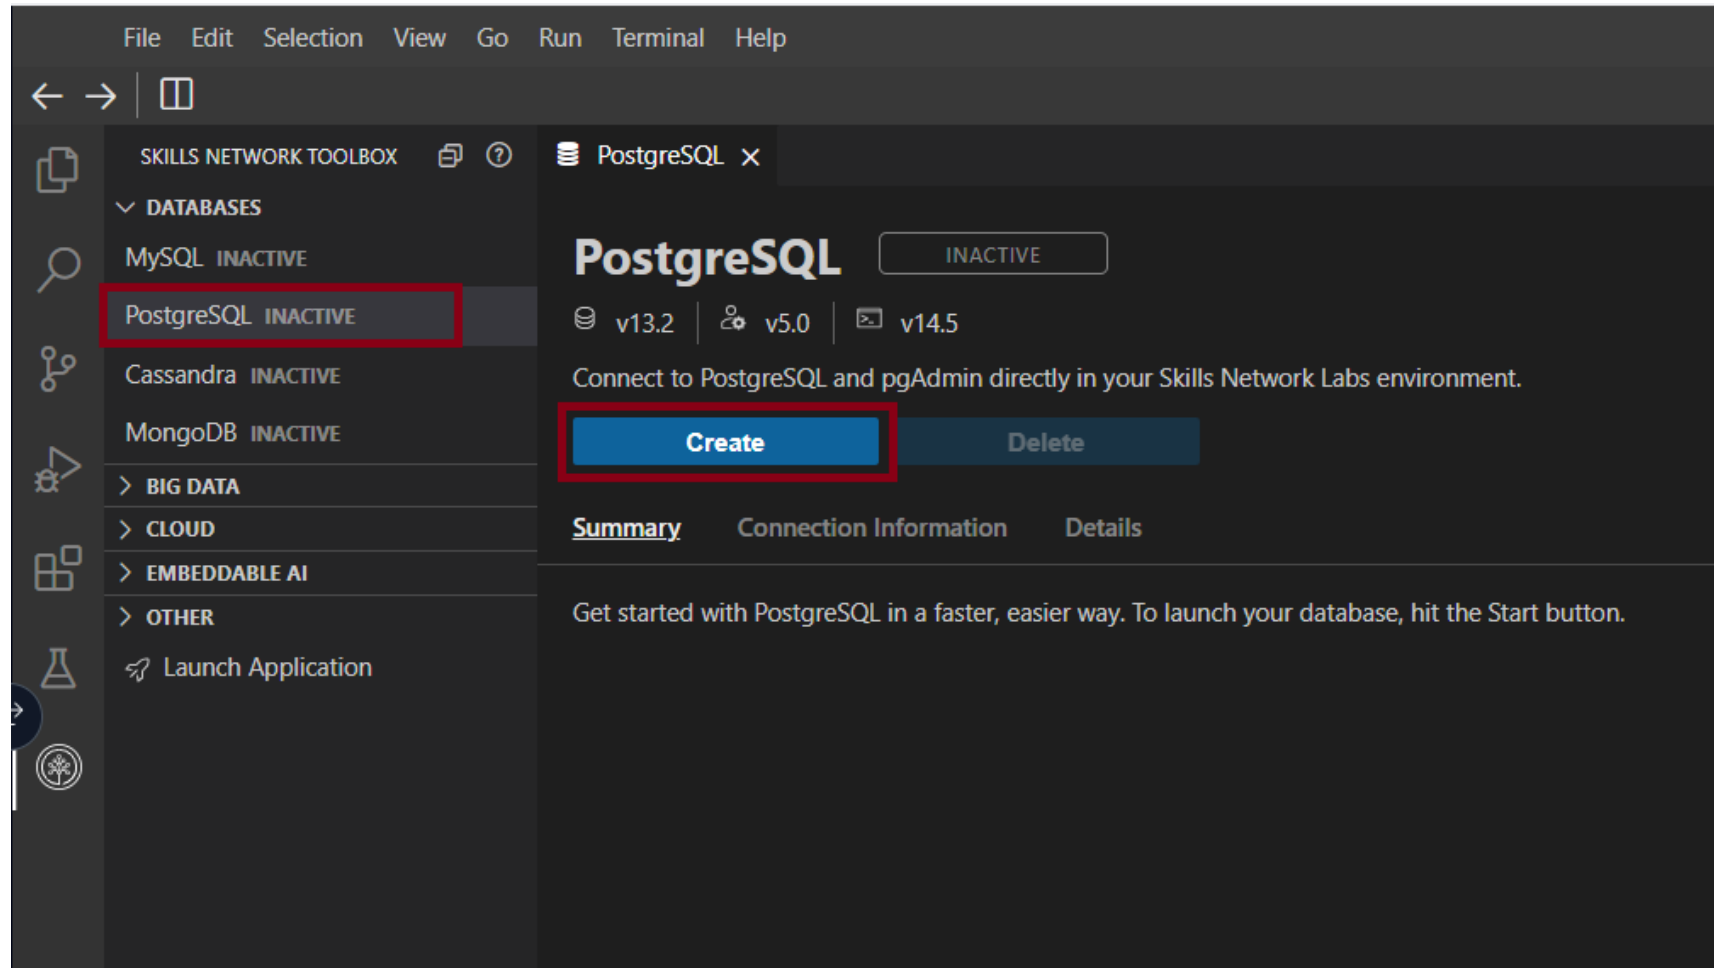 File Edit Selection View Go Run Terminal Help
SKILLS NETWORK TOOLBOX
DATABASES
MySQL INACTIVE
PostgreSQL INACTIVE
Cassandra INACTIVE
MongoDB INACTIVE
BIG DATA
CLOUD
EMBEDDABLE AI
OTHER
Launch Application
PostgreSQL
PostgreSQL INACTIVE
v13.2 v5.0 v14.5
Connect to PostgreSQL and pgAdmin directly in your Skills Network Labs environment.
Create Delete
Summary Connection Information Details
Get started with PostgreSQL in a faster, easier way. To launch your database, hit the Start button.